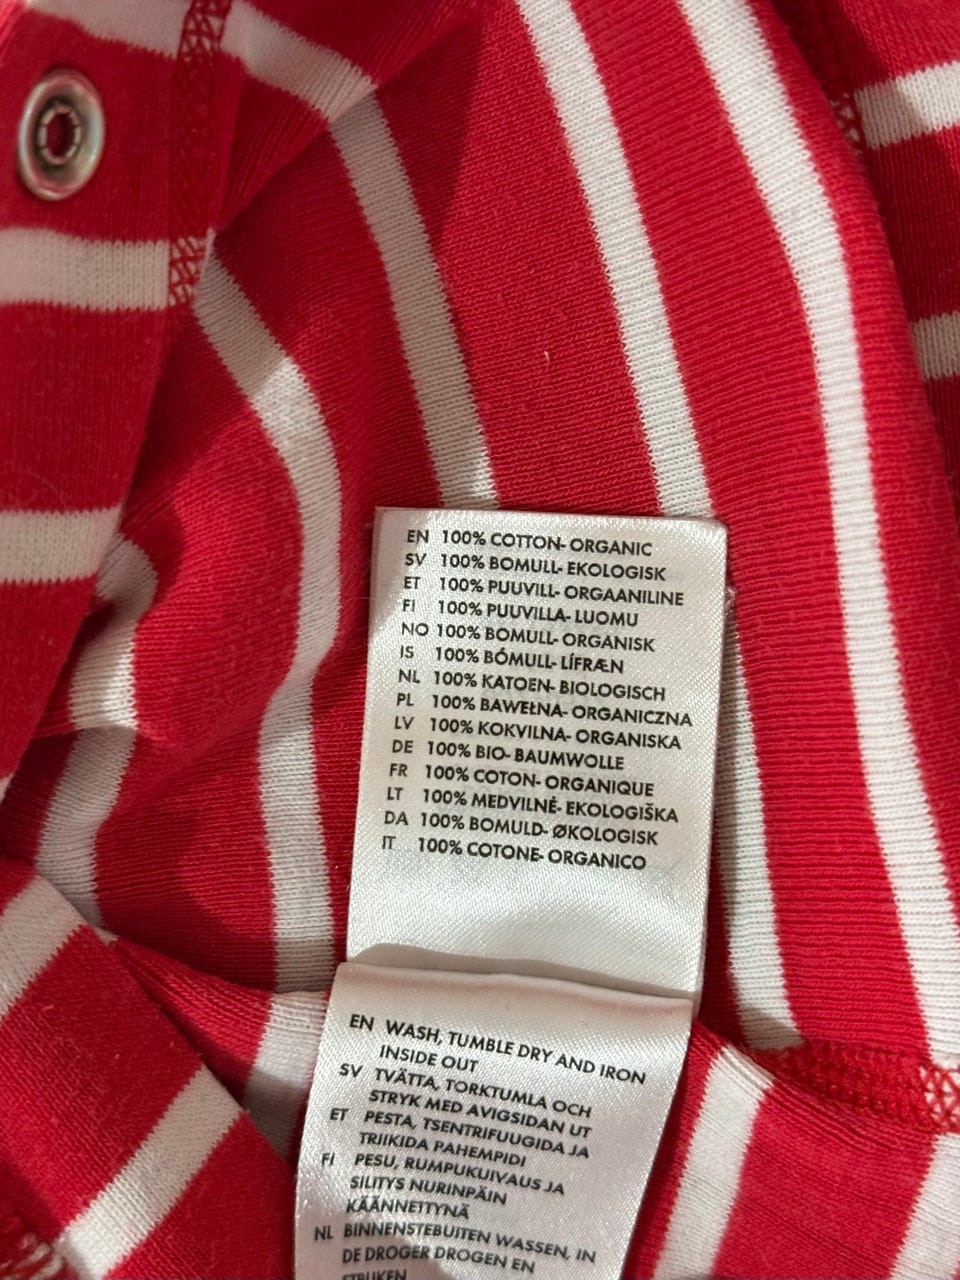 EN 100% COTTON- ORGANIC
SV 100% BOMULL- EKOLOGISK
ET 100% PUUVILL- ORGAANILINE
FI 100% PUUVILLA- LUOMU
NO 100% BOMULL- ORGANISK
IS 100% BÓMULL- LÍFRÆN
NL 100% KATOEN- BIOLOGISCH
PL 100% BAWEŁNA- ORGANICZNA
LV 100% KOKVILNA- ORGANISKA
DE 100% BIO- BAUMWOLLE
FR 100% COTON- ORGANIQUE
LT 100% MEDVILNĖ- EKOLOGIŠKA
DA 100% BOMULD- ØKOLOGISK
IT 100% COTONE- ORGANICO
EN WASH, TUMBLE DRY AND IRON
INSIDE OUT
SV TVÄTTA, TORKTUMLA OCH
STRYK MED AVIGSIDAN UT
ET PESTA, TSENTRIFUUGIDA JA
TRIIKIDA PAHEMPIDI
FI PESU, RUMPUKUIVAUS JA
SILITYS NURINPÄIN
KÄÄNNETTYNÄ
NL BINNENSTEBUITEN WASSEN, IN
DE DROGER DROGEN EN
STRIJKEN